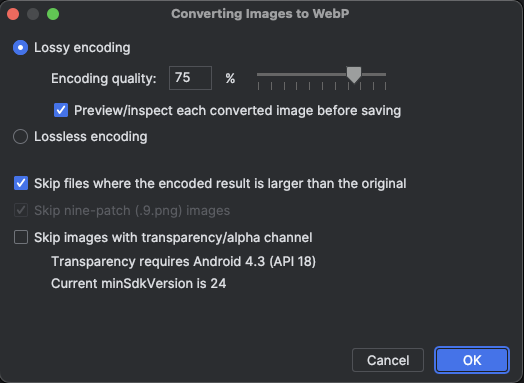 Converting Images to WebP
Lossy encoding
Encoding quality: 75 %
Preview/inspect each converted image before saving
Lossless encoding
Skip files where the encoded result is larger than the original
Skip nine-patch (.9.png) images
Skip images with transparency/alpha channel
Transparency requires Android 4.3 (API 18)
Current minSdkVersion is 24
Cancel OK